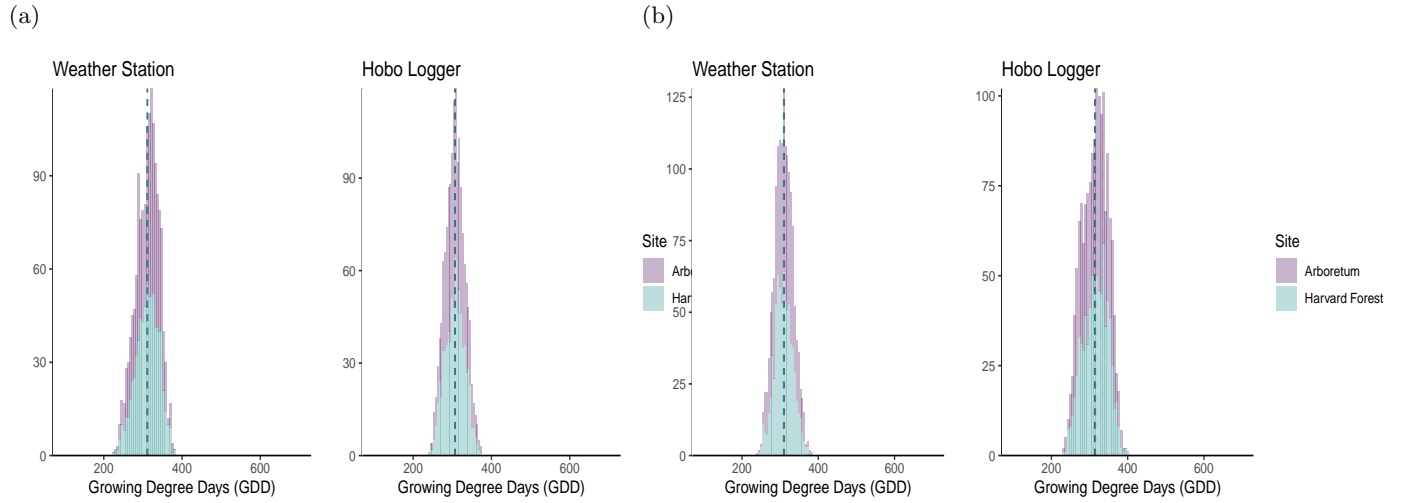 (a)
(b)
Weather Station
Hobo Logger
Weather Station
Hobo Logger
90
60
30
0
200 400 600
Growing Degree Days (GDD)
90
60
30
0
200 400 600
Growing Degree Days (GDD)
Site
Arbo
Har
125
100
75
50
25
0
200 400 600
Growing Degree Days (GDD)
100
75
50
25
0
200 400 600
Growing Degree Days (GDD)
Site
Arboretum
Harvard Forest